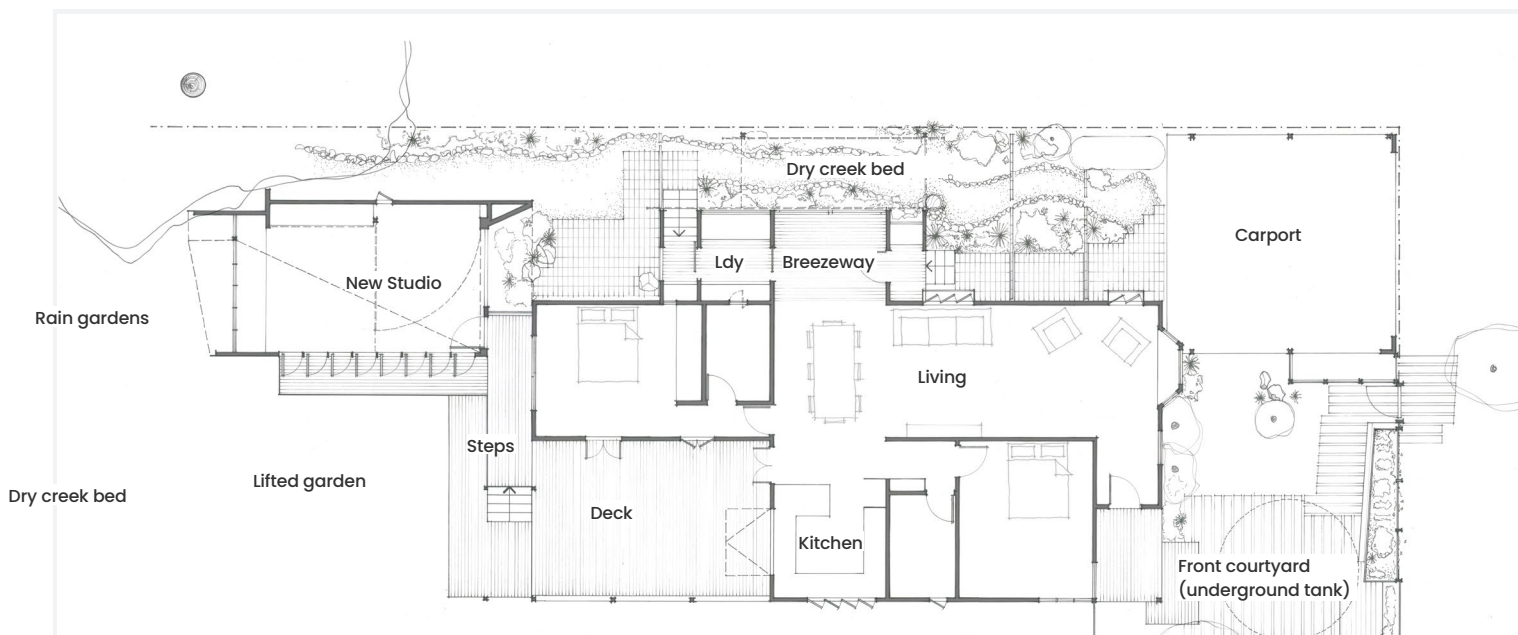 Dry creek bed
Carport
Ldy
Breezeway
New Studio
Rain gardens
Living
Steps
Lifted garden
Dry creek bed
Deck
Kitchen
Front courtyard
(underground tank)